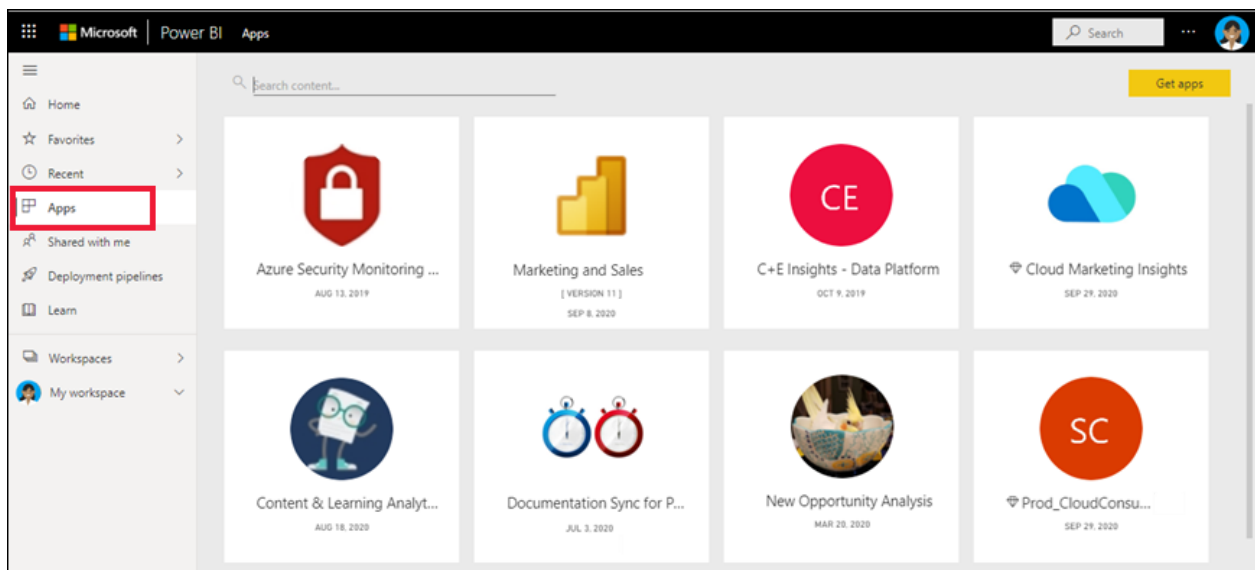 Microsoft Power BI Apps Search ...
Home
Favorites
Recent
Apps
Shared with me
Deployment pipelines
Learn
Workspaces
My workspace
Search content...
Get apps
Azure Security Monitoring ...
AUG 13, 2019
Marketing and Sales
[ VERSION 11 ]
SEP 8, 2020
CE
C+E Insights - Data Platform
OCT 9, 2019
Cloud Marketing Insights
SEP 29, 2020
Content & Learning Analyt...
AUG 18, 2020
Documentation Sync for P...
JUL 3, 2020
New Opportunity Analysis
MAR 20, 2020
SC
Prod_CloudConsu...
SEP 29, 2020